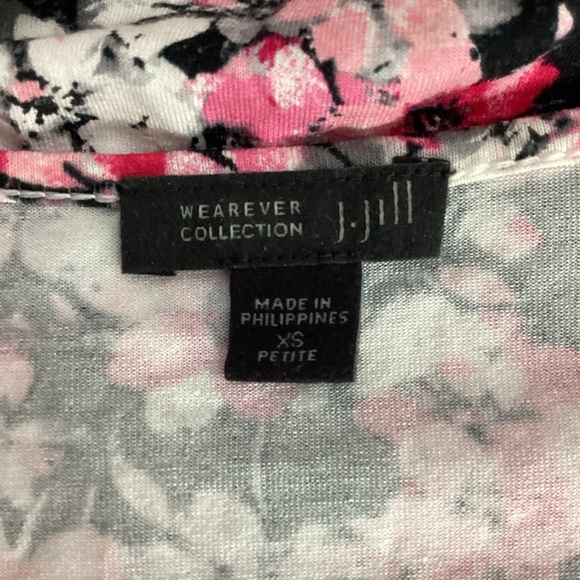 WEAREVER
COLLECTION
J.Jill
MADE IN
PHILIPPINES
XS
PETITE